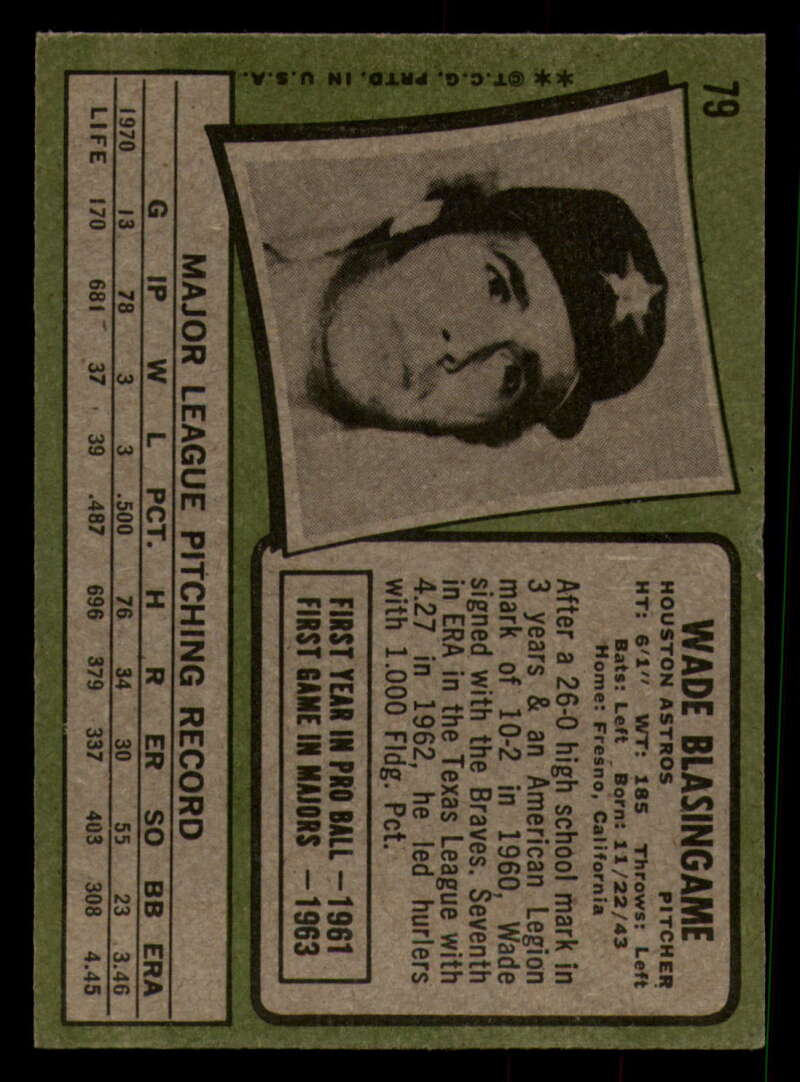 79
**©T.C.G. PRTD. IN U.S.A.
WADE BLASINGAME
HOUSTON ASTROS PITCHER
HT: 6'1" WT: 185 Throws: Left
Bats: Left Born: 11/22/43
Home: Fresno, California
After a 26-0 high school mark in
3 years & an American Legion
mark of 10-2 in 1960, Wade
signed with the Braves. Seventh
in ERA in the Texas League with
4.27 in 1962, he led hurlers
with 1.000 Fldg. Pct.
FIRST YEAR IN PRO BALL —1961
FIRST GAME IN MAJORS —1963
MAJOR LEAGUE PITCHING RECORD
G IP W L PCT. H R ER SO BB ERA
1970 13 78 3 3 .500 76 34 30 55 23 3.46
LIFE 170 681 37 39 .487 696 379 337 403 308 4.45